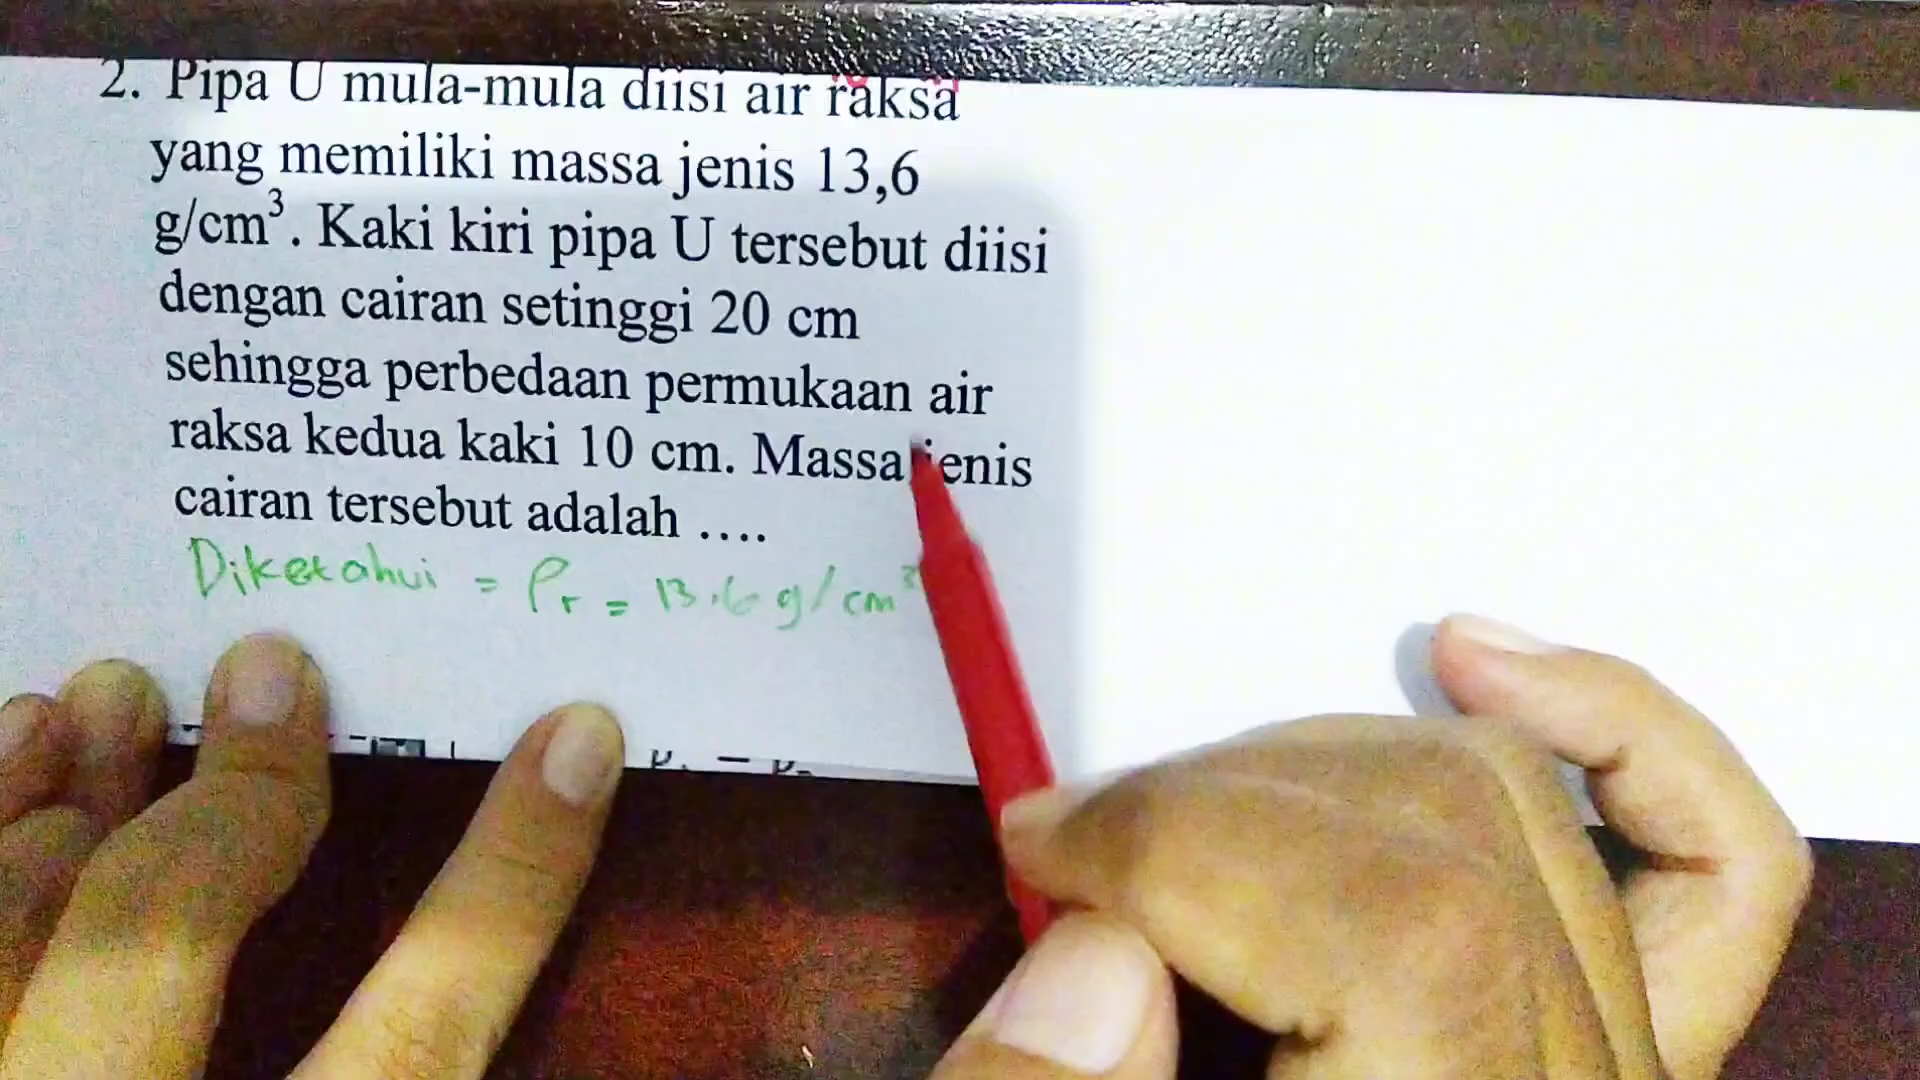 2. Pipa U mula-mula diisi air raksa
yang memiliki massa jenis 13,6
g/cm³. Kaki kiri pipa U tersebut diisi
dengan cairan setinggi 20 cm
sehingga perbedaan permukaan air
raksa kedua kaki 10 cm. Massa jenis
cairan tersebut adalah ....
Diketahui = ρr = 13.6 g/cm³